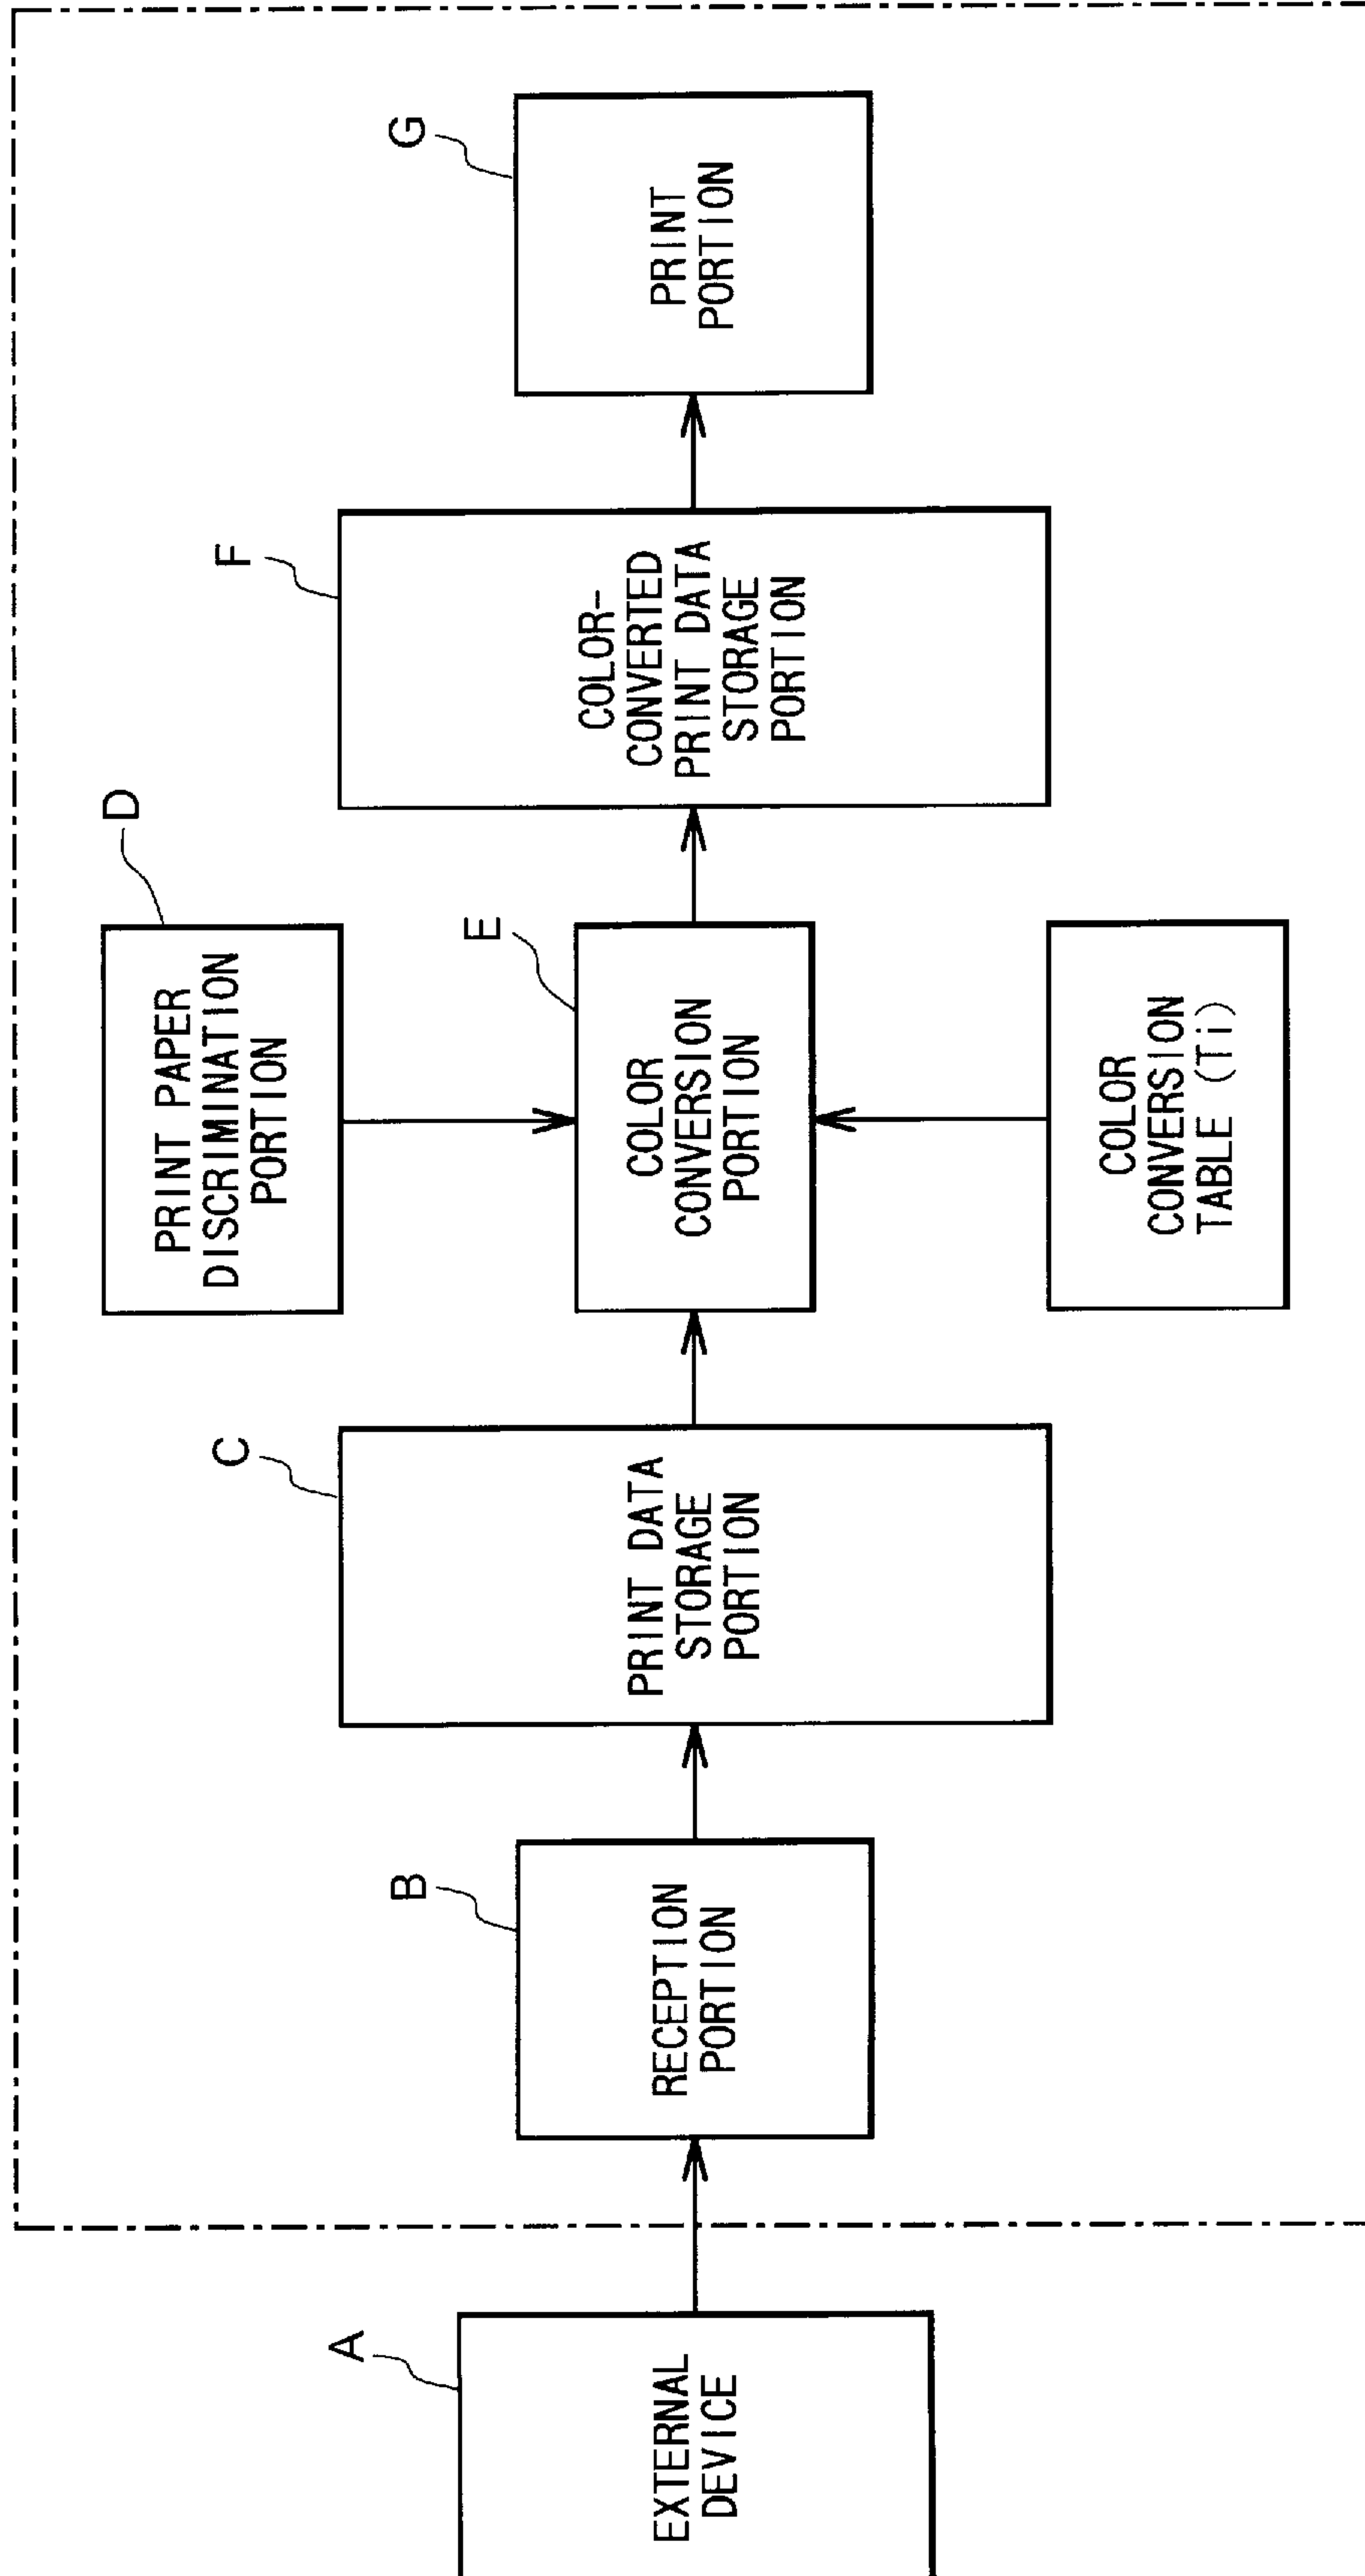 A
EXTERNAL
DEVICE
B
RECEPTION
PORTION
C
PRINT DATA
STORAGE
PORTION
D
PRINT PAPER
DISCRIMINATION
PORTION
E
COLOR
CONVERSION
PORTION
COLOR
CONVERSION
TABLE (Ti)
F
COLOR-
CONVERTED
PRINT DATA
STORAGE
PORTION
G
PRINT
PORTION